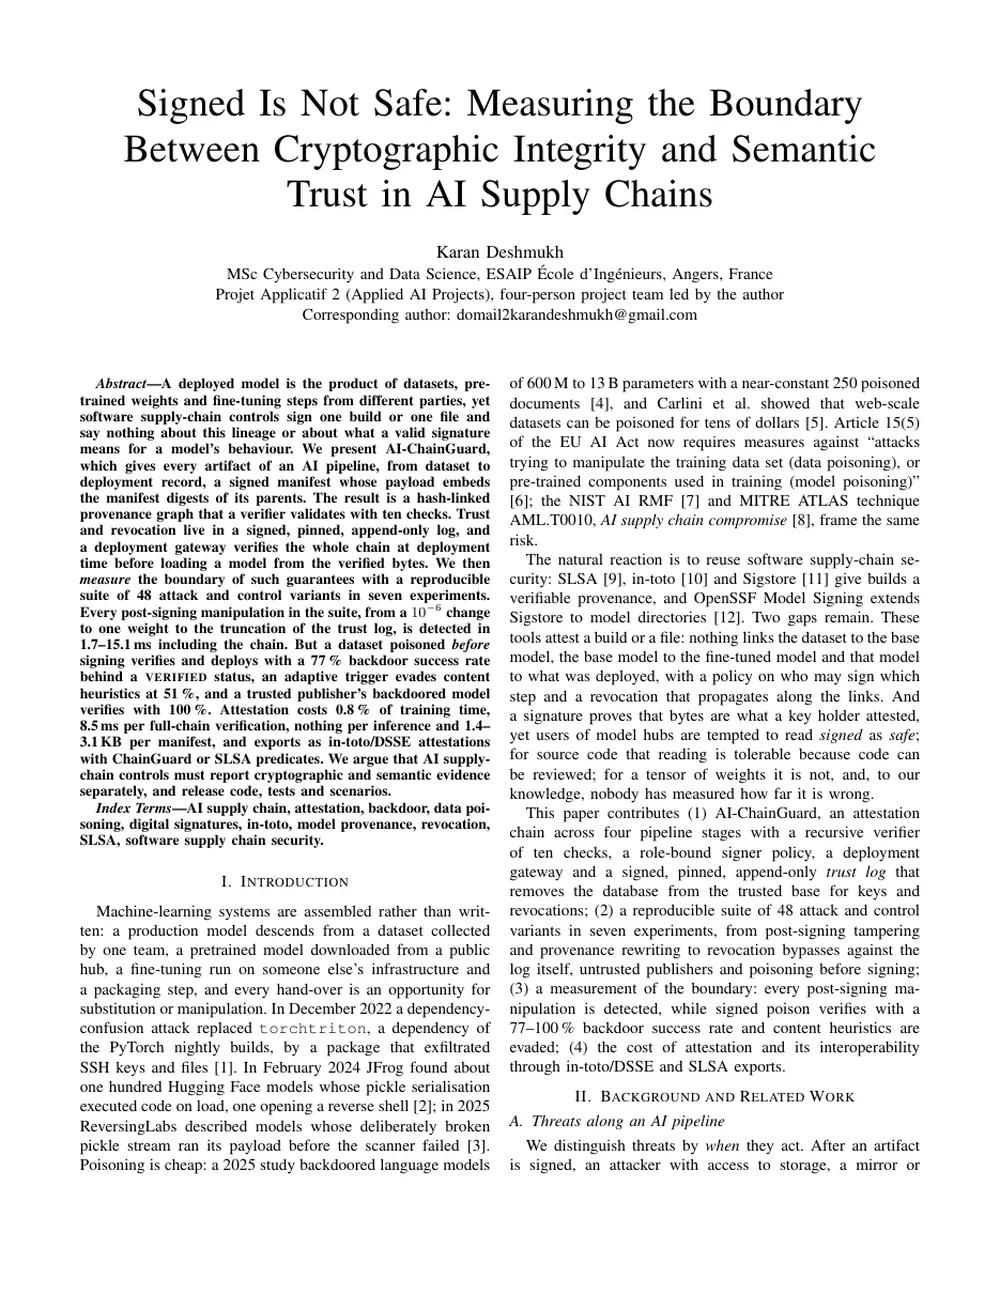 Signed Is Not Safe: Measuring the Boundary
Between Cryptographic Integrity and Semantic
Trust in AI Supply Chains
Karan Deshmukh
MSc Cybersecurity and Data Science, ESAIP École d'Ingénieurs, Angers, France
Projet Applicatif 2 (Applied AI Projects), four-person project team led by the author
Corresponding author: domail2karandeshmukh@gmail.com
Abstract—A deployed model is the product of datasets, pre-
trained weights and fine-tuning steps from different parties, yet
software supply-chain controls sign one build or one file and
say nothing about this lineage or about what a valid signature
means for a model's behaviour. We present AI-ChainGuard,
which gives every artifact of an AI pipeline, from dataset to
deployment record, a signed manifest whose payload embeds
the manifest digests of its parents. The result is a hash-linked
provenance graph that a verifier validates with ten checks. Trust
and revocation live in a signed, pinned, append-only log, and
a deployment gateway verifies the whole chain at deployment
time before loading a model from the verified bytes. We then
measure the boundary of such guarantees with a reproducible
suite of 48 attack and control variants in seven experiments.
Every post-signing manipulation in the suite, from a 10⁻⁶ change
to one weight to the truncation of the trust log, is detected in
1.7–15.1 ms including the chain. But a dataset poisoned before
signing verifies and deploys with a 77 % backdoor success rate
behind a VERIFIED status, an adaptive trigger evades content
heuristics at 51 %, and a trusted publisher's backdoored model
verifies with 100 %. Attestation costs 0.8 % of training time,
8.5 ms per full-chain verification, nothing per inference and 1.4–
3.1 KB per manifest, and exports as in-toto/DSSE attestations
with ChainGuard or SLSA predicates. We argue that AI supply-
chain controls must report cryptographic and semantic evidence
separately, and release code, tests and scenarios.
Index Terms—AI supply chain, attestation, backdoor, data poi-
soning, digital signatures, in-toto, model provenance, revocation,
SLSA, software supply chain security.
I. INTRODUCTION
Machine-learning systems are assembled rather than writ-
ten: a production model descends from a dataset collected
by one team, a pretrained model downloaded from a public
hub, a fine-tuning run on someone else's infrastructure and
a packaging step, and every hand-over is an opportunity for
substitution or manipulation. In December 2022 a dependency-
confusion attack replaced torchtriton, a dependency of
the PyTorch nightly builds, by a package that exfiltrated
SSH keys and files [1]. In February 2024 JFrog found about
one hundred Hugging Face models whose pickle serialisation
executed code on load, one opening a reverse shell [2]; in 2025
ReversingLabs described models whose deliberately broken
pickle stream ran its payload before the scanner failed [3].
Poisoning is cheap: a 2025 study backdoored language models
of 600 M to 13 B parameters with a near-constant 250 poisoned
documents [4], and Carlini et al. showed that web-scale
datasets can be poisoned for tens of dollars [5]. Article 15(5)
of the EU AI Act now requires measures against “attacks
trying to manipulate the training data set (data poisoning), or
pre-trained components used in training (model poisoning)”
[6]; the NIST AI RMF [7] and MITRE ATLAS technique
AML.T0010, AI supply chain compromise [8], frame the same
risk.
The natural reaction is to reuse software supply-chain se-
curity: SLSA [9], in-toto [10] and Sigstore [11] give builds a
verifiable provenance, and OpenSSF Model Signing extends
Sigstore to model directories [12]. Two gaps remain. These
tools attest a build or a file: nothing links the dataset to the base
model, the base model to the fine-tuned model and that model
to what was deployed, with a policy on who may sign which
step and a revocation that propagates along the links. And
a signature proves that bytes are what a key holder attested,
yet users of model hubs are tempted to read signed as safe;
for source code that reading is tolerable because code can
be reviewed; for a tensor of weights it is not, and, to our
knowledge, nobody has measured how far it is wrong.
This paper contributes (1) AI-ChainGuard, an attestation
chain across four pipeline stages with a recursive verifier
of ten checks, a role-bound signer policy, a deployment
gateway and a signed, pinned, append-only trust log that
removes the database from the trusted base for keys and
revocations; (2) a reproducible suite of 48 attack and control
variants in seven experiments, from post-signing tampering
and provenance rewriting to revocation bypasses against the
log itself, untrusted publishers and poisoning before signing;
(3) a measurement of the boundary: every post-signing ma-
nipulation is detected, while signed poison verifies with a
77–100 % backdoor success rate and content heuristics are
evaded; (4) the cost of attestation and its interoperability
through in-toto/DSSE and SLSA exports.
II. BACKGROUND AND RELATED WORK
A. Threats along an AI pipeline
We distinguish threats by when they act. After an artifact
is signed, an attacker with access to storage, a mirror or